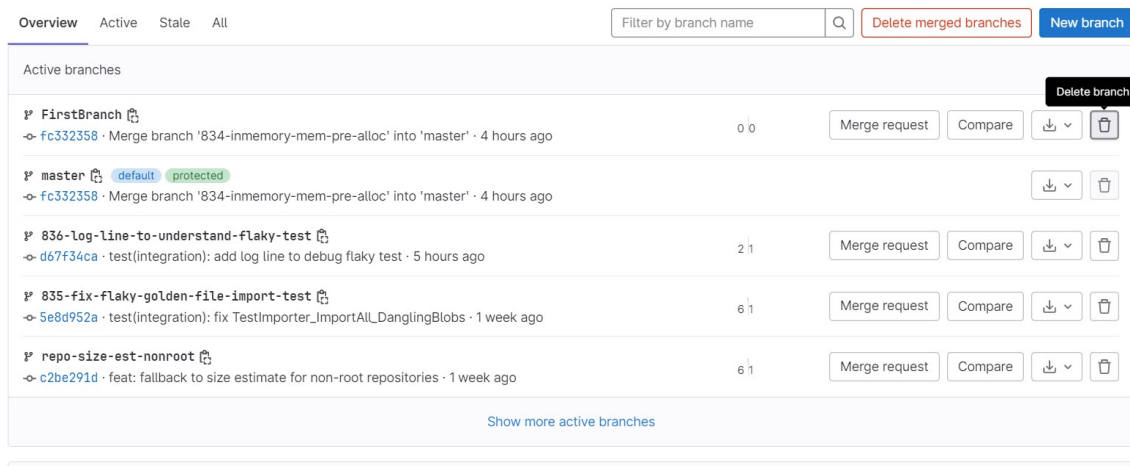 Overview Active Stale All Filter by branch name Delete merged branches New branch
Active branches
Delete branch
FirstBranch
fc332358 · Merge branch '834-inmemory-mem-pre-alloc' into 'master' · 4 hours ago
0 0 Merge request Compare
master default protected
fc332358 · Merge branch '834-inmemory-mem-pre-alloc' into 'master' · 4 hours ago
836-log-line-to-understand-flaky-test
d67f34ca · test(integration): add log line to debug flaky test · 5 hours ago
2 1 Merge request Compare
835-fix-flaky-golden-file-import-test
5e8d952a · test(integration): fix TestImporter_ImportAll_DanglingBlobs · 1 week ago
6 1 Merge request Compare
repo-size-est-nonroot
c2be291d · feat: fallback to size estimate for non-root repositories · 1 week ago
6 1 Merge request Compare
Show more active branches